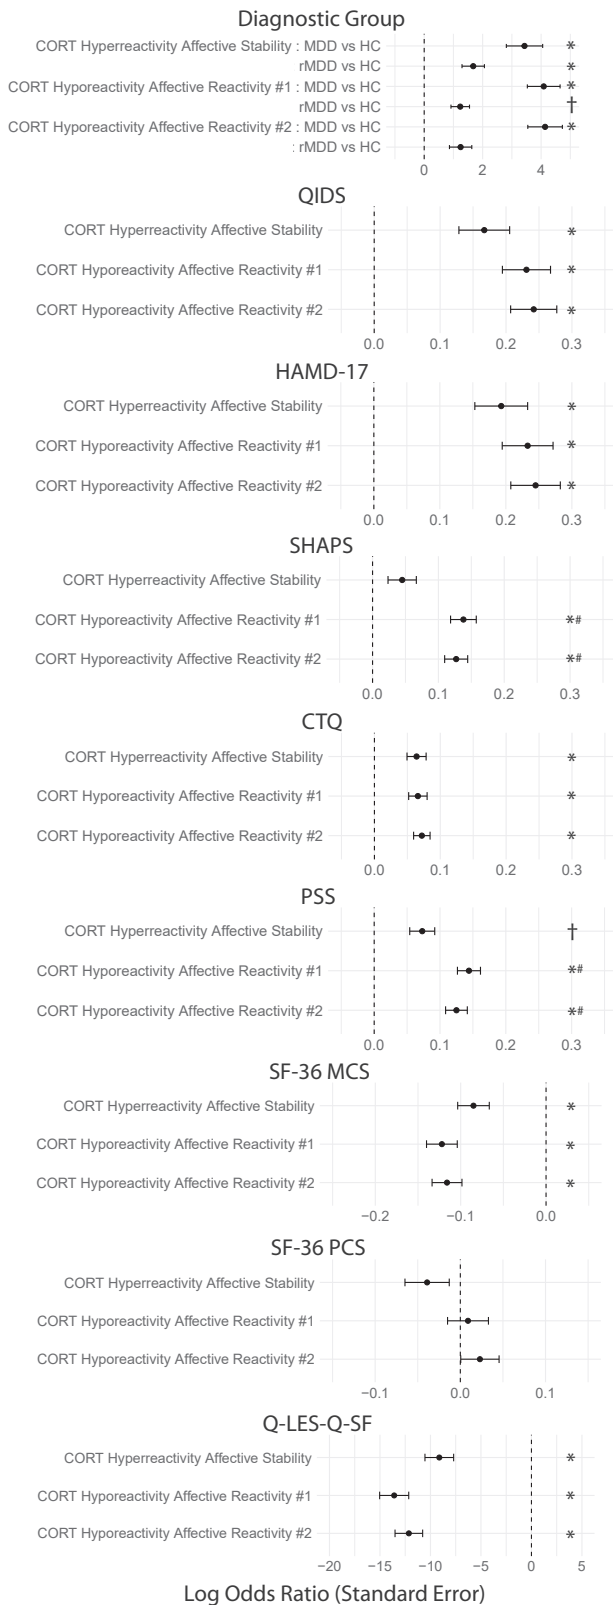 Diagnostic Group
CORT Hyperreactivity Affective Stability : MDD vs HC *
rMDD vs HC *
CORT Hyporeactivity Affective Reactivity #1 : MDD vs HC *
rMDD vs HC †
CORT Hyporeactivity Affective Reactivity #2 : MDD vs HC *
: rMDD vs HC
0 2 4
QIDS
CORT Hyperreactivity Affective Stability *
CORT Hyporeactivity Affective Reactivity #1 *
CORT Hyporeactivity Affective Reactivity #2 *
0.0 0.1 0.2 0.3
HAMD-17
CORT Hyperreactivity Affective Stability *
CORT Hyporeactivity Affective Reactivity #1 *
CORT Hyporeactivity Affective Reactivity #2 *
0.0 0.1 0.2 0.3
SHAPS
CORT Hyperreactivity Affective Stability
CORT Hyporeactivity Affective Reactivity #1 *#
CORT Hyporeactivity Affective Reactivity #2 *#
0.0 0.1 0.2 0.3
CTQ
CORT Hyperreactivity Affective Stability *
CORT Hyporeactivity Affective Reactivity #1 *
CORT Hyporeactivity Affective Reactivity #2 *
0.0 0.1 0.2 0.3
PSS
CORT Hyperreactivity Affective Stability †
CORT Hyporeactivity Affective Reactivity #1 *#
CORT Hyporeactivity Affective Reactivity #2 *#
0.0 0.1 0.2 0.3
SF-36 MCS
CORT Hyperreactivity Affective Stability *
CORT Hyporeactivity Affective Reactivity #1 *
CORT Hyporeactivity Affective Reactivity #2 *
−0.2 −0.1 0.0
SF-36 PCS
CORT Hyperreactivity Affective Stability
CORT Hyporeactivity Affective Reactivity #1
CORT Hyporeactivity Affective Reactivity #2
−0.1 0.0 0.1
Q-LES-Q-SF
CORT Hyperreactivity Affective Stability *
CORT Hyporeactivity Affective Reactivity #1 *
CORT Hyporeactivity Affective Reactivity #2 *
−20 −15 −10 −5 0 5
Log Odds Ratio (Standard Error)